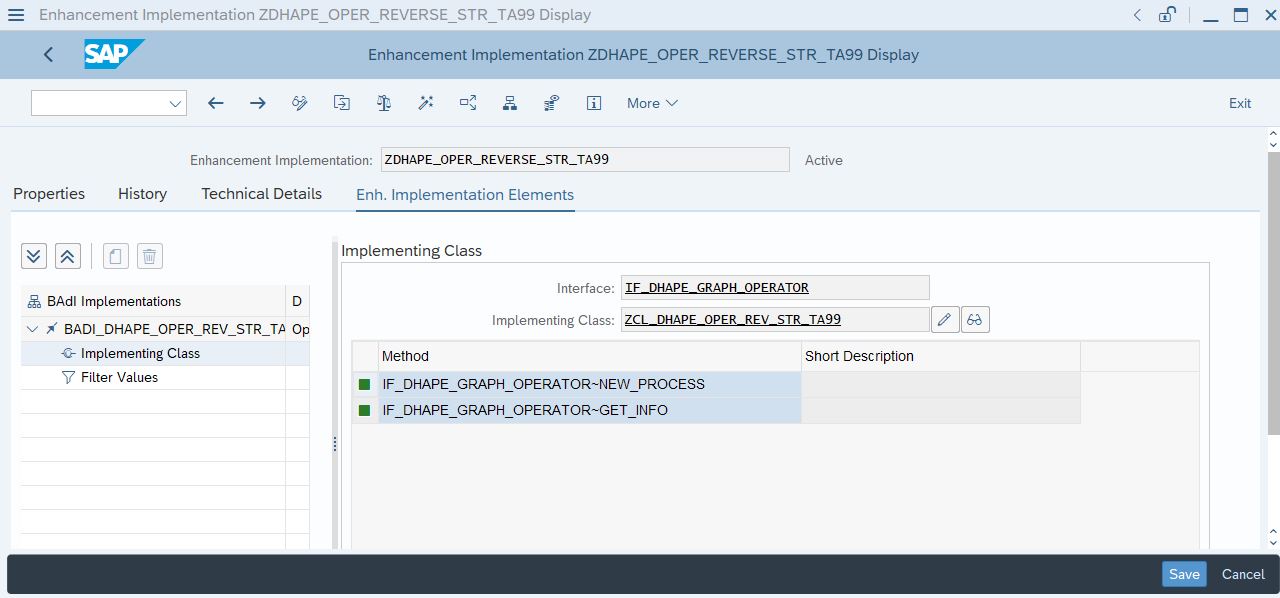 Enhancement Implementation ZDHAPE_OPER_REVERSE_STR_TA99 Display
SAP
Enhancement Implementation ZDHAPE_OPER_REVERSE_STR_TA99 Display
More
Exit
Enhancement Implementation: ZDHAPE_OPER_REVERSE_STR_TA99 Active
Properties History Technical Details Enh. Implementation Elements
Implementing Class
Interface: IF_DHAPE_GRAPH_OPERATOR
Implementing Class: ZCL_DHAPE_OPER_REV_STR_TA99
BAdI Implementations D
BADI_DHAPE_OPER_REV_STR_TA Op
Implementing Class
Filter Values
Method Short Description
IF_DHAPE_GRAPH_OPERATOR~NEW_PROCESS
IF_DHAPE_GRAPH_OPERATOR~GET_INFO
Save Cancel